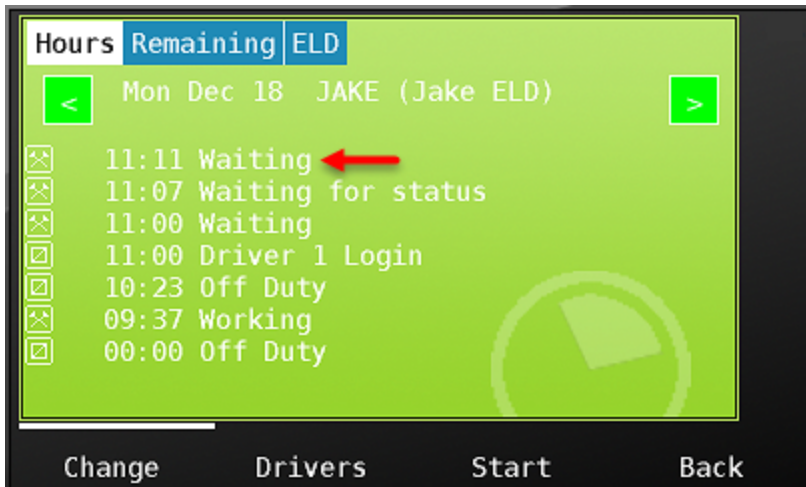 Hours Remaining ELD
< Mon Dec 18 JAKE (Jake ELD) >
11:11 Waiting
11:07 Waiting for status
11:00 Waiting
11:00 Driver 1 Login
10:23 Off Duty
09:37 Working
00:00 Off Duty
Change Drivers Start Back